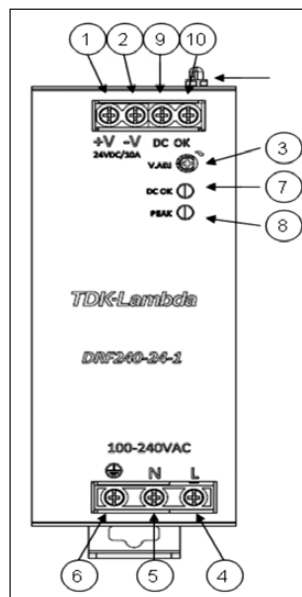 1 2 9 10
+V -V DC OK
24VDC/10A
V.ADJ 3
DC OK 7
PEAK 8
TDK-Lambda
DRF240-24-1
100-240VAC
N L
6 5 4